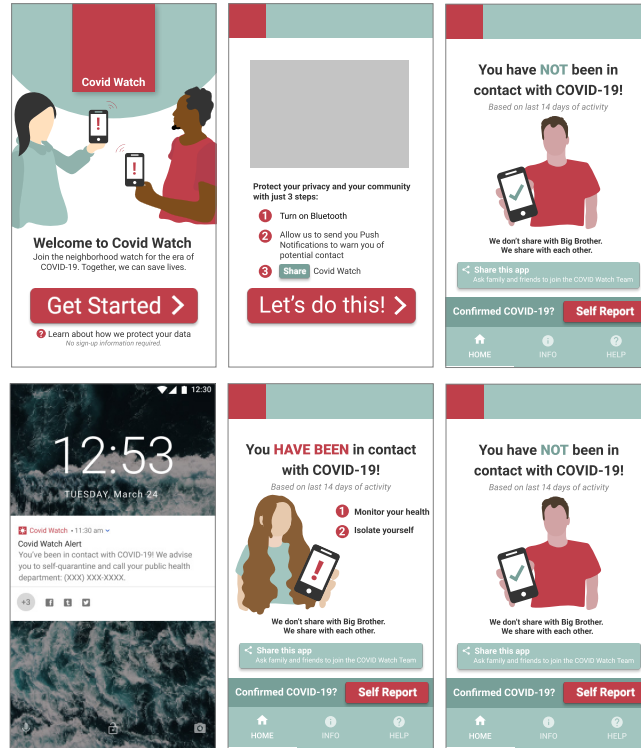 Covid Watch
!
!
Welcome to Covid Watch
Join the neighborhood watch for the era of
COVID-19. Together, we can save lives.
Get Started
? Learn about how we protect your data
No sign-up information required.
Protect your privacy and your community
with just 3 steps:
1 Turn on Bluetooth
2 Allow us to send you Push
Notifications to warn you of
potential contact
3 Share Covid Watch
Let's do this!
You have NOT been in
contact with COVID-19!
Based on last 14 days of activity
We don't share with Big Brother.
We share with each other.
Share this app
Ask family and friends to join the COVID Watch Team
Confirmed COVID-19? Self Report
HOME INFO HELP
12:30
12:53
TUESDAY, March 24
Covid Watch • 11:30 am
Covid Watch Alert
You've been in contact with COVID-19! We advise
you to self-quarantine and call your public health
department: (XXX) XXX-XXXX.
+3
You HAVE BEEN in contact
with COVID-19!
Based on last 14 days of activity
1 Monitor your health
2 Isolate yourself
!
We don't share with Big Brother.
We share with each other.
Share this app
Ask family and friends to join the COVID Watch Team
Confirmed COVID-19? Self Report
HOME INFO HELP
You have NOT been in
contact with COVID-19!
Based on last 14 days of activity
We don't share with Big Brother.
We share with each other.
Share this app
Ask family and friends to join the COVID Watch Team
Confirmed COVID-19? Self Report
HOME INFO HELP